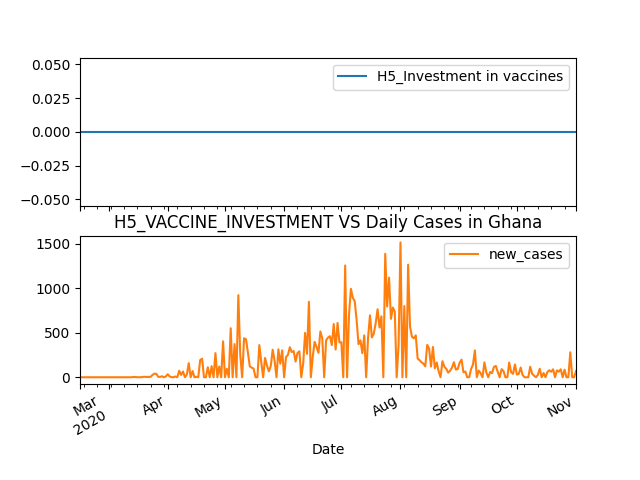 0.050
0.025
0.000
−0.025
−0.050
H5_Investment in vaccines
H5_VACCINE_INVESTMENT VS Daily Cases in Ghana
1500
1000
500
0
new_cases
Mar
2020
Apr
May
Jun
Jul
Aug
Sep
Oct
Nov
Date